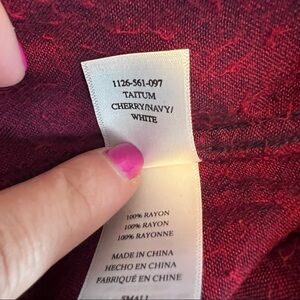 1126-561-097
TAITUM
CHERRY/NAVY/
WHITE
100% RAYON
100% RAYON
100% RAYONNE
MADE IN CHINA
HECHO EN CHINA
FABRIQUÉ EN CHINE
SMALL